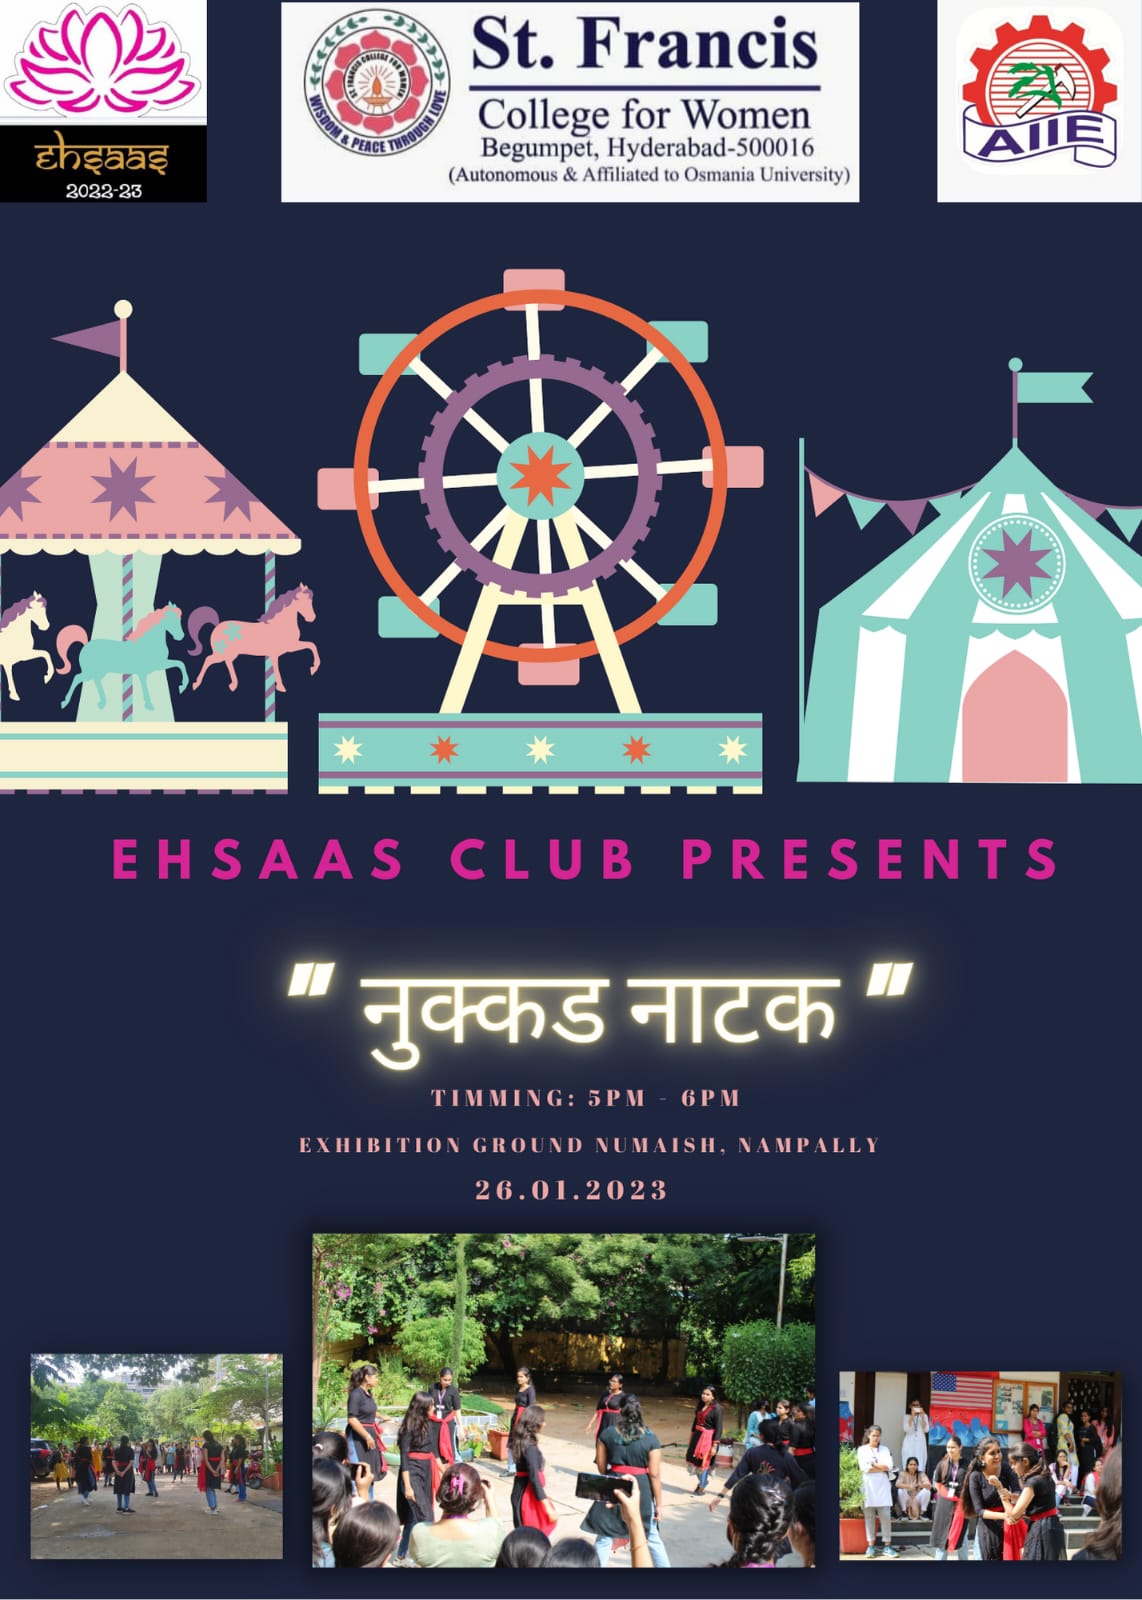 ehsaas
2022-23
ST. FRANCIS COLLEGE FOR WOMEN
WISDOM & PEACE THROUGH LOVE
St. Francis
College for Women
Begumpet, Hyderabad-500016
(Autonomous & Affiliated to Osmania University)
AIIE
EHSAAS CLUB PRESENTS
" नुक्कड नाटक "
TIMMING: 5PM - 6PM
EXHIBITION GROUND NUMAISH, NAMPALLY
26.01.2023